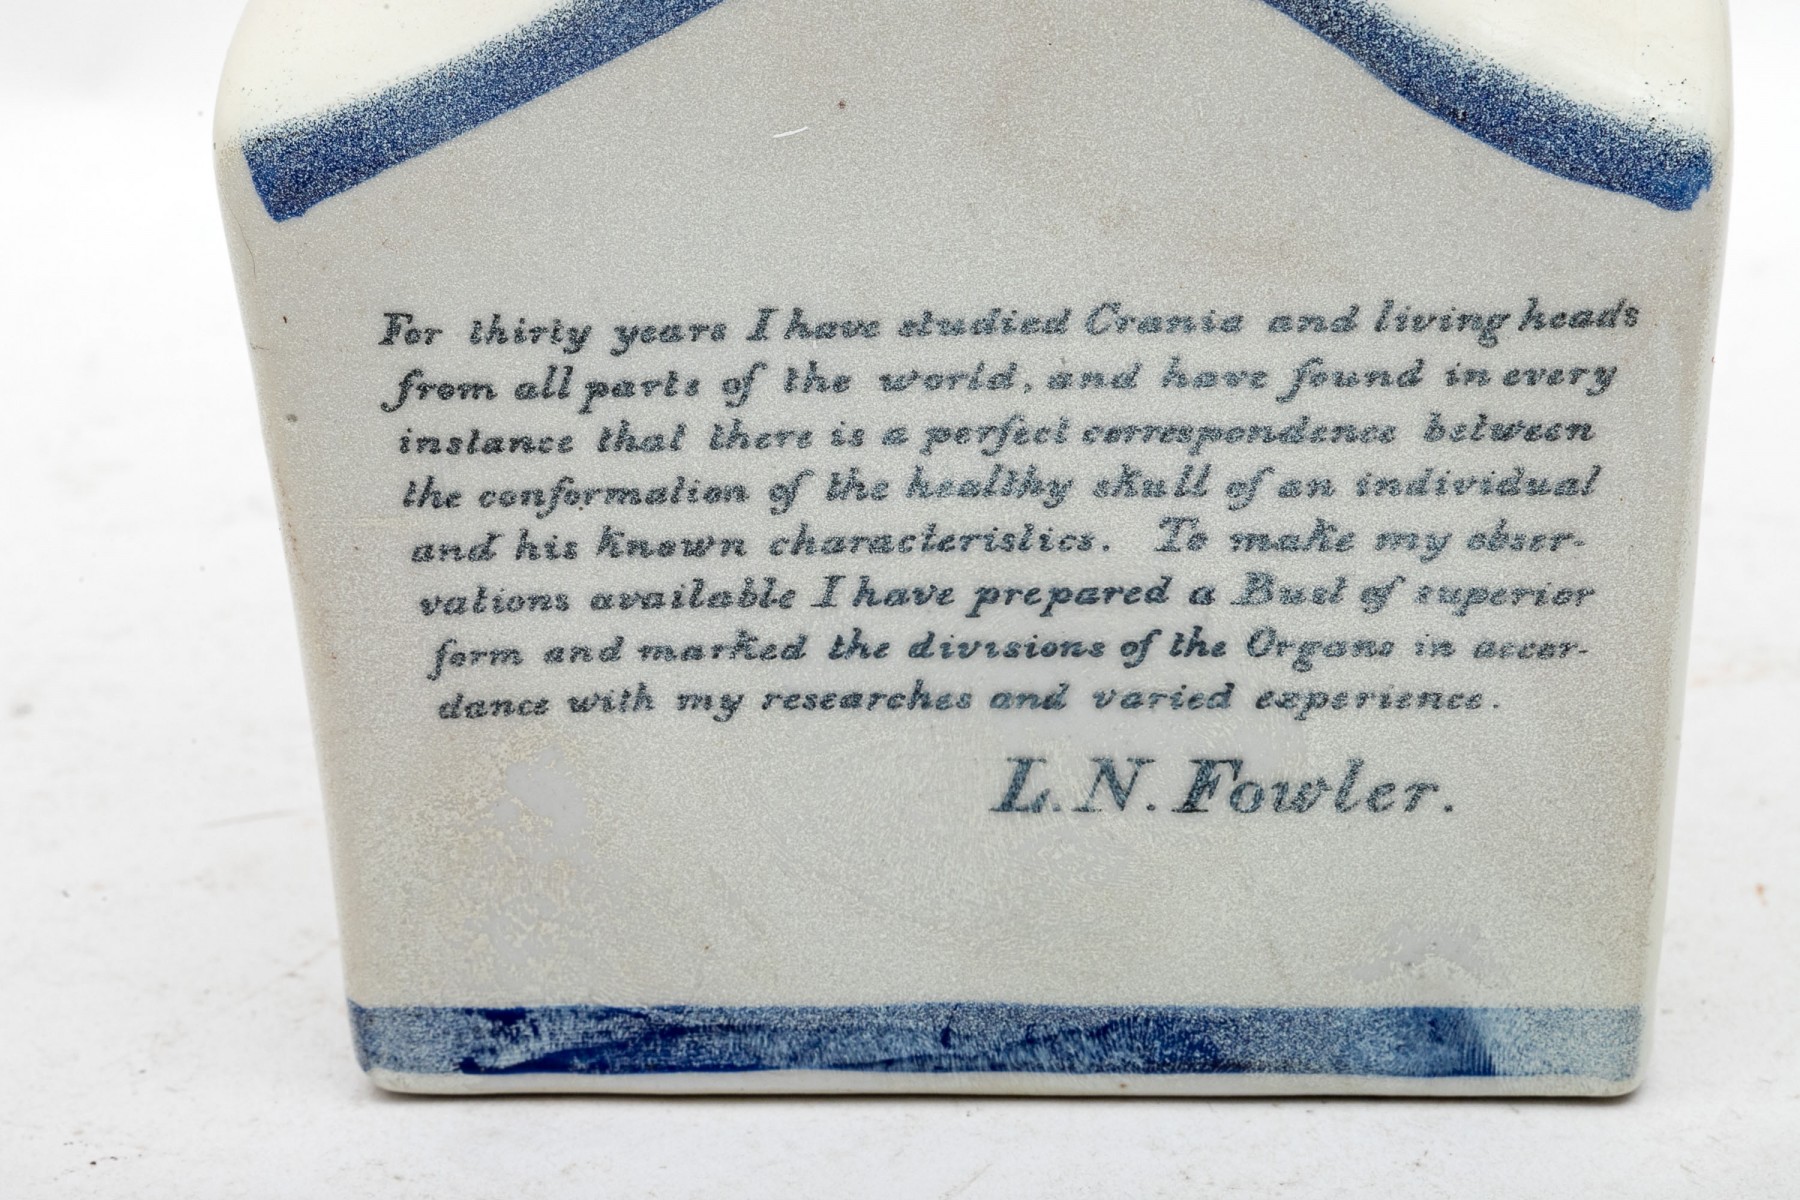 For thirty years I have studied Crania and living heads
from all parts of the world, and have found in every
instance that there is a perfect correspondence between
the conformation of the healthy skull of an individual
and his known characteristics. To make my obser-
vations available I have prepared a Bust of superior
form and marked the divisions of the Organs in accor-
dance with my researches and varied experience.
L. N. Fowler.